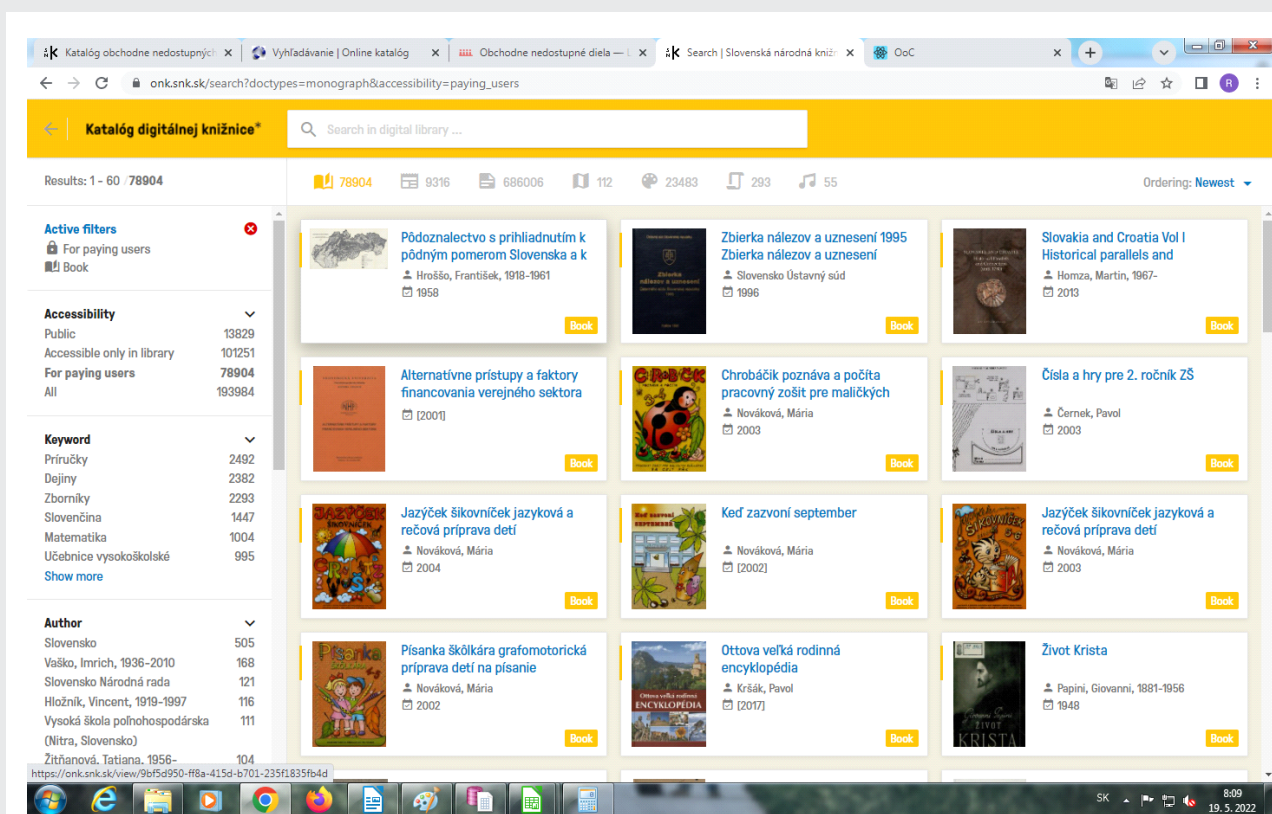 Katalóg obchodne nedostupných
Vyhľadávanie | Online katalóg
Obchodne nedostupné diela — L
Search | Slovenská národná kniž
OoC
onk.snk.sk/search?doctypes=monograph&accessibility=paying_users
R
Katalóg digitálnej knižnice*
Search in digital library ...
Results: 1 - 60 / 78904
78904
9316
686006
112
23483
293
55
Ordering: Newest
Active filters
For paying users
Book
Accessibility
Public 13829
Accessible only in library 101251
For paying users 78904
All 193984
Keyword
Príručky 2492
Dejiny 2382
Zborníky 2293
Slovenčina 1447
Matematika 1004
Učebnice vysokoškolské 995
Show more
Author
Slovensko 505
Vaško, Imrich, 1936-2010 168
Slovensko Národná rada 121
Hložník, Vincent, 1919-1997 116
Vysoká škola poľnohospodárska 111
(Nitra, Slovensko)
Žitňanová, Tatiana, 1956- 104
Pôdoznalectvo s prihliadnutím k
pôdným pomerom Slovenska a k
Hroššo, František, 1918-1961
1958
Book
Zbierka nálezov a uznesení 1995
Zbierka nálezov a uznesení
Slovensko Ústavný súd
1996
Book
Slovakia and Croatia Vol I
Historical parallels and
Homza, Martin, 1967-
2013
Book
Alternatívne prístupy a faktory
financovania verejného sektora
[2001]
Book
Chrobáčik poznáva a počíta
pracovný zošit pre maličkých
Nováková, Mária
2003
Book
Čísla a hry pre 2. ročník ZŠ
Černek, Pavol
2003
Book
Jazýček šikovníček jazyková a
rečová príprava detí
Nováková, Mária
2004
Book
Keď zazvoní september
Nováková, Mária
[2002]
Book
Jazýček šikovníček jazyková a
rečová príprava detí
Nováková, Mária
2003
Book
Písanka škôlkára grafomotorická
príprava detí na písanie
Nováková, Mária
2002
Book
Ottova veľká rodinná
ENCYKLOPÉDIA
Ottova veľká rodinná
encyklopédia
Kršák, Pavol
[2017]
Book
ŽIVOT
KRISTA
Život Krista
Papini, Giovanni, 1881-1956
1948
Book
https://onk.snk.sk/view/9bf5d950-ff8a-415d-b701-235f1835fb4d
SK
8:09
19. 5. 2022